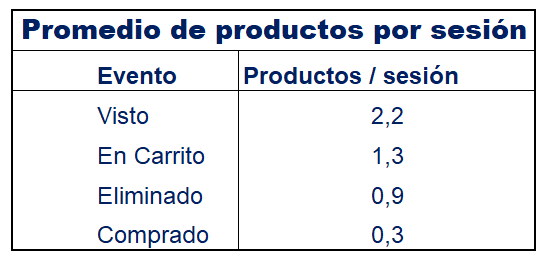 Promedio de productos por sesión
Evento Productos / sesión
Visto 2,2
En Carrito 1,3
Eliminado 0,9
Comprado 0,3